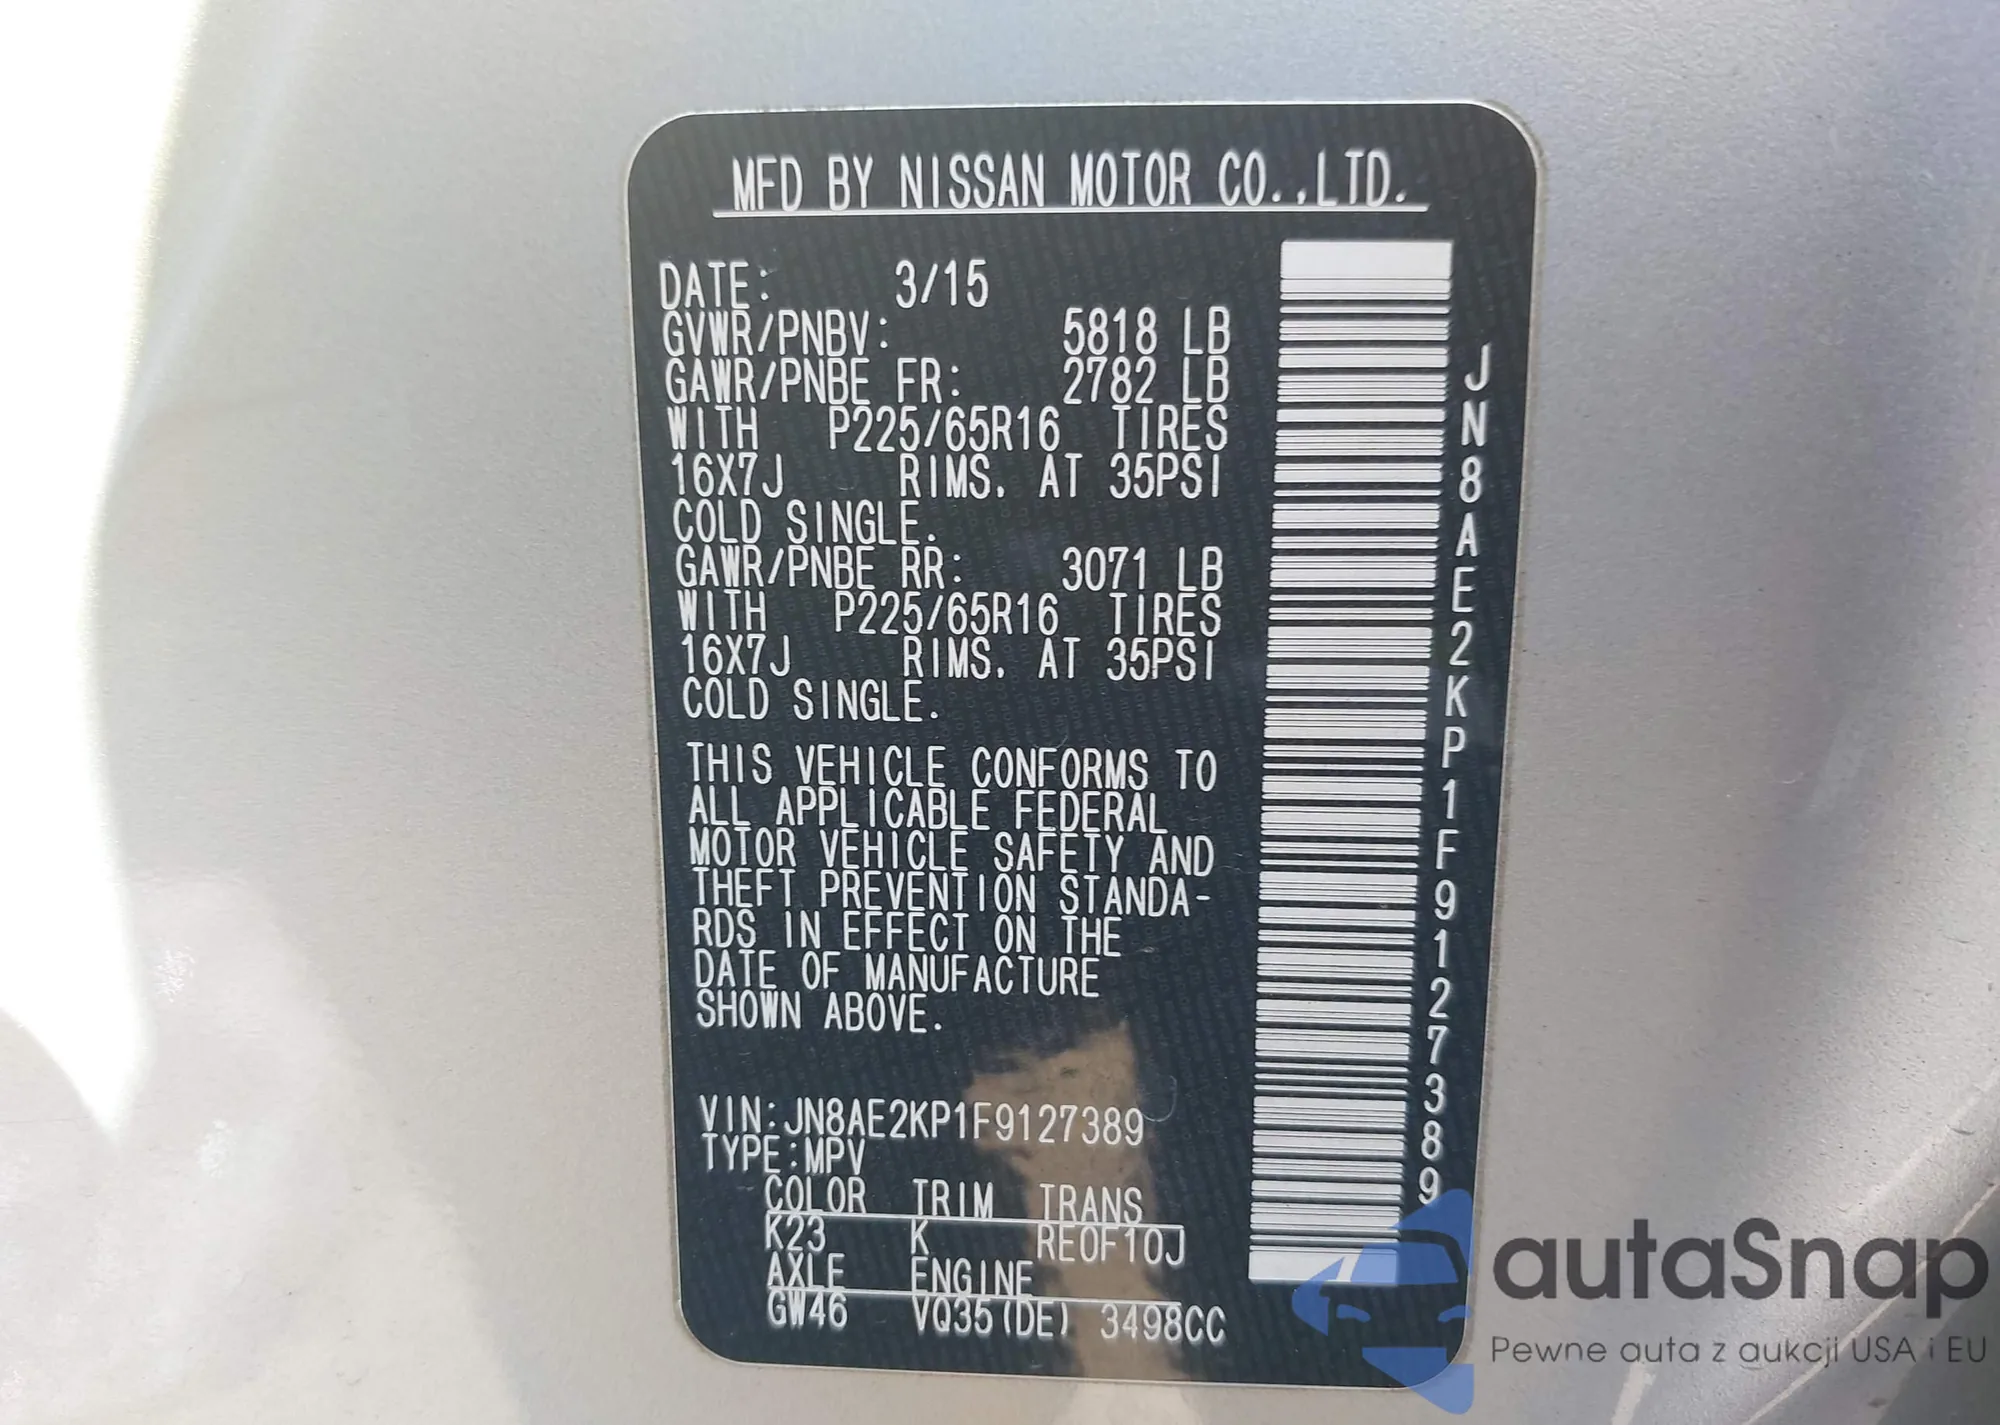 MFD BY NISSAN MOTOR CO.,LTD.
DATE: 3/15
GVWR/PNBV: 5818 LB
GAWR/PNBE FR: 2782 LB
WITH P225/65R16 TIRES
16X7J RIMS. AT 35PSI
COLD SINGLE.
GAWR/PNBE RR: 3071 LB
WITH P225/65R16 TIRES
16X7J RIMS. AT 35PSI
COLD SINGLE.
THIS VEHICLE CONFORMS TO
ALL APPLICABLE FEDERAL
MOTOR VEHICLE SAFETY AND
THEFT PREVENTION STANDA-
RDS IN EFFECT ON THE
DATE OF MANUFACTURE
SHOWN ABOVE.
VIN:JN8AE2KP1F9127389
TYPE:MPV
COLOR TRIM TRANS
K23 K RE0F10J
AXLE ENGINE
GW46 VQ35(DE) 3498CC
JN8AE2KP1F9127389
autaSnap
Pewne auta z aukcji USA i EU